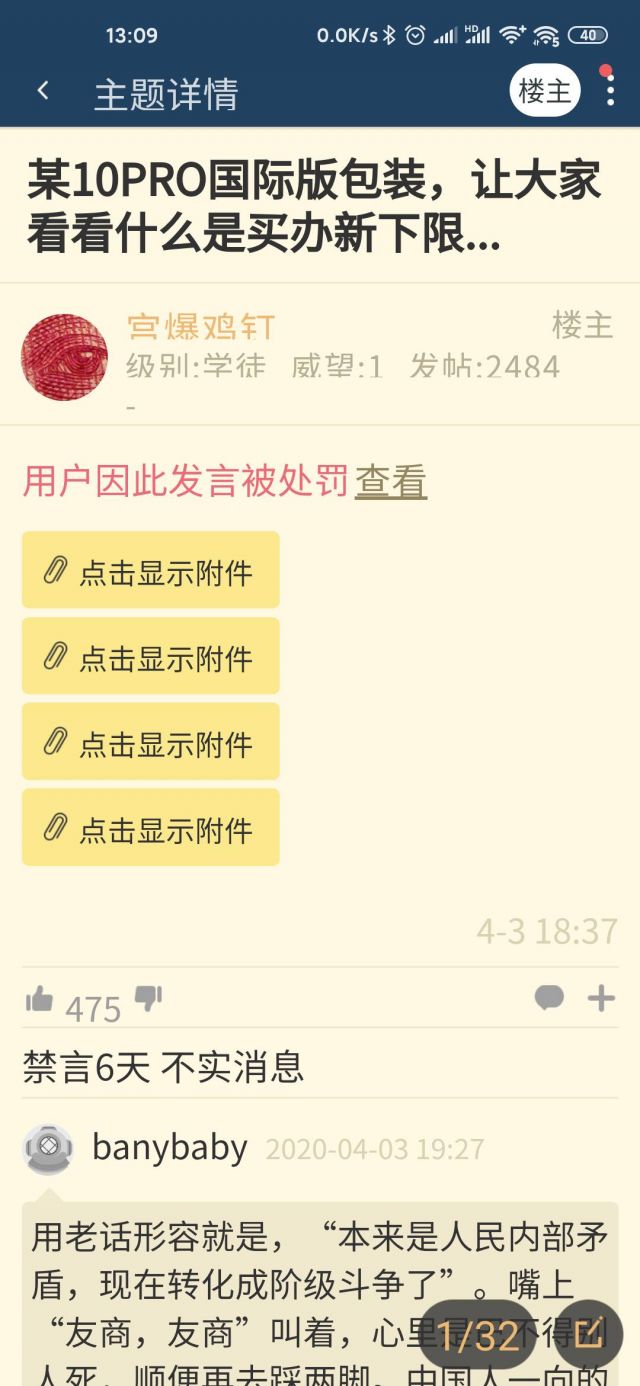 13:09
0.0K/s HD 5 40
主题详情
楼主
某10PRO国际版包装，让大家
看看什么是买办新下限...
宫爆鸡钉
楼主
级别:学徒 威望:1 发帖:2484
-
用户因此发言被处罚 查看
点击显示附件
点击显示附件
点击显示附件
点击显示附件
4-3 18:37
475
禁言6天 不实消息
banybaby 2020-04-03 19:27
用老话形容就是，“本来是人民内部矛
盾，现在转化成阶级斗争了”。嘴上
“友商，友商”叫着，心里是巴不得别
1/32
人死，顺便再去踩两脚，中国人一向的